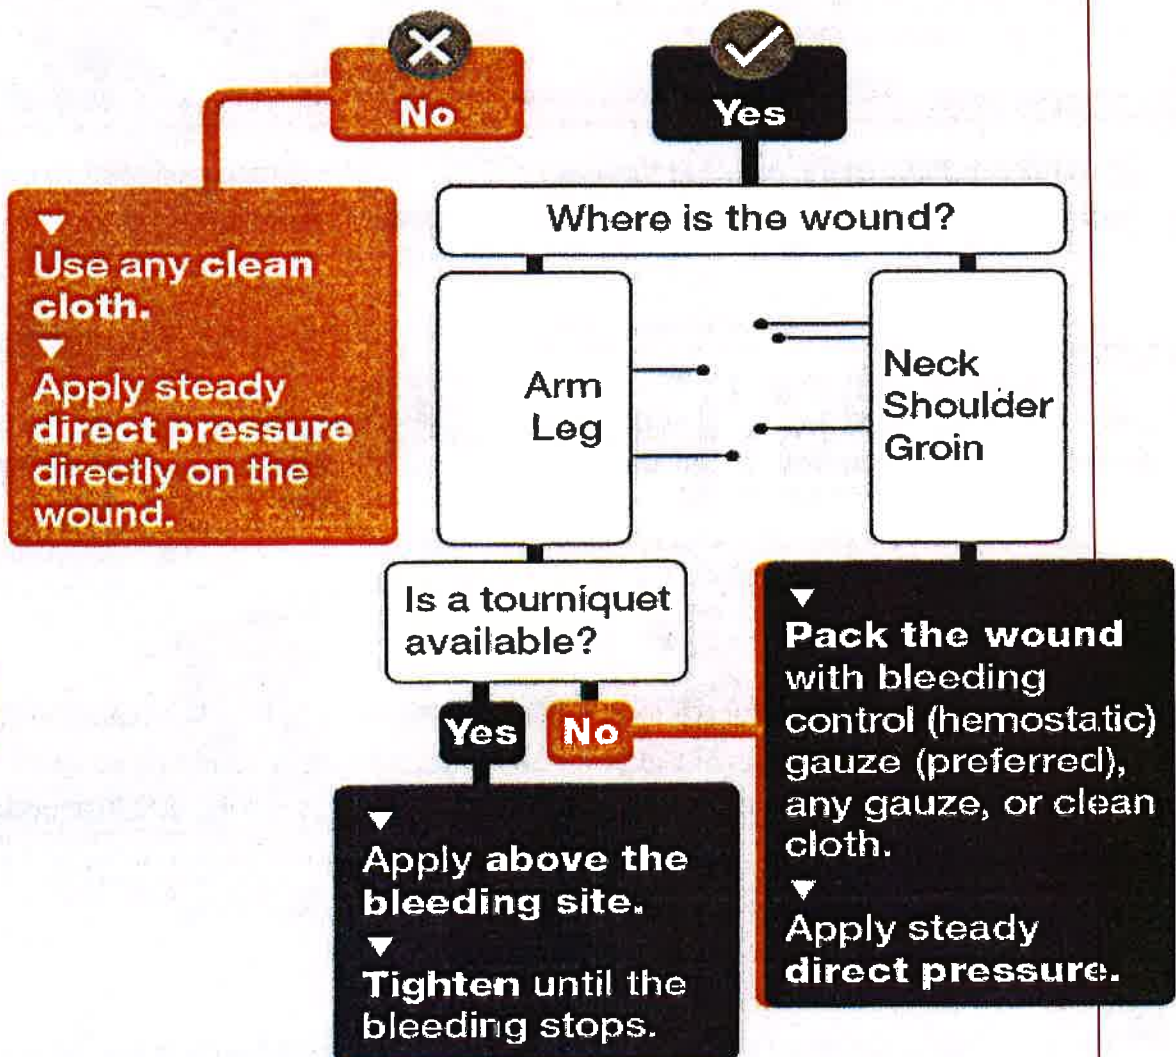 No
Yes
Use any clean
cloth.
Apply steady
direct pressure
directly on the
wound.
Where is the wound?
Arm
Leg
Neck
Shoulder
Groin
Is a tourniquet
available?
Yes
No
Apply above the
bleeding site.
Tighten until the
bleeding stops.
Pack the wound
with bleeding
control (hemostatic)
gauze (preferred),
any gauze, or clean
cloth.
Apply steady
direct pressure.